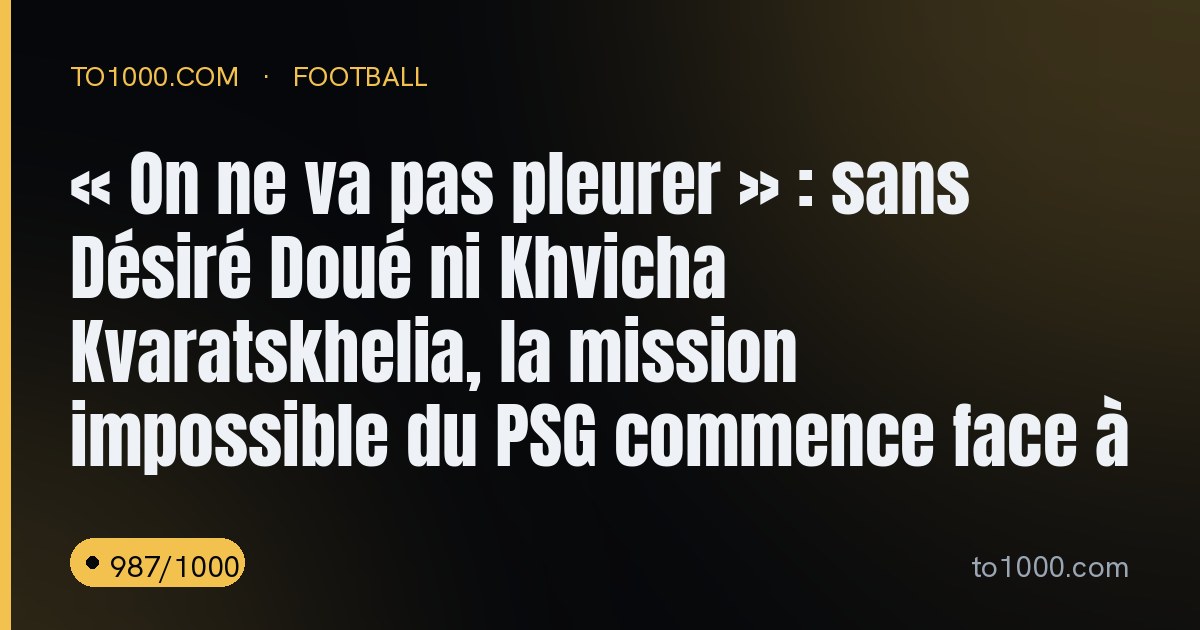 TO1000.COM · FOOTBALL
« On ne va pas pleurer » : sans
Désiré Doué ni Khvicha
Kvaratskhelia, la mission
impossible du PSG commence face à
987/1000
to1000.com